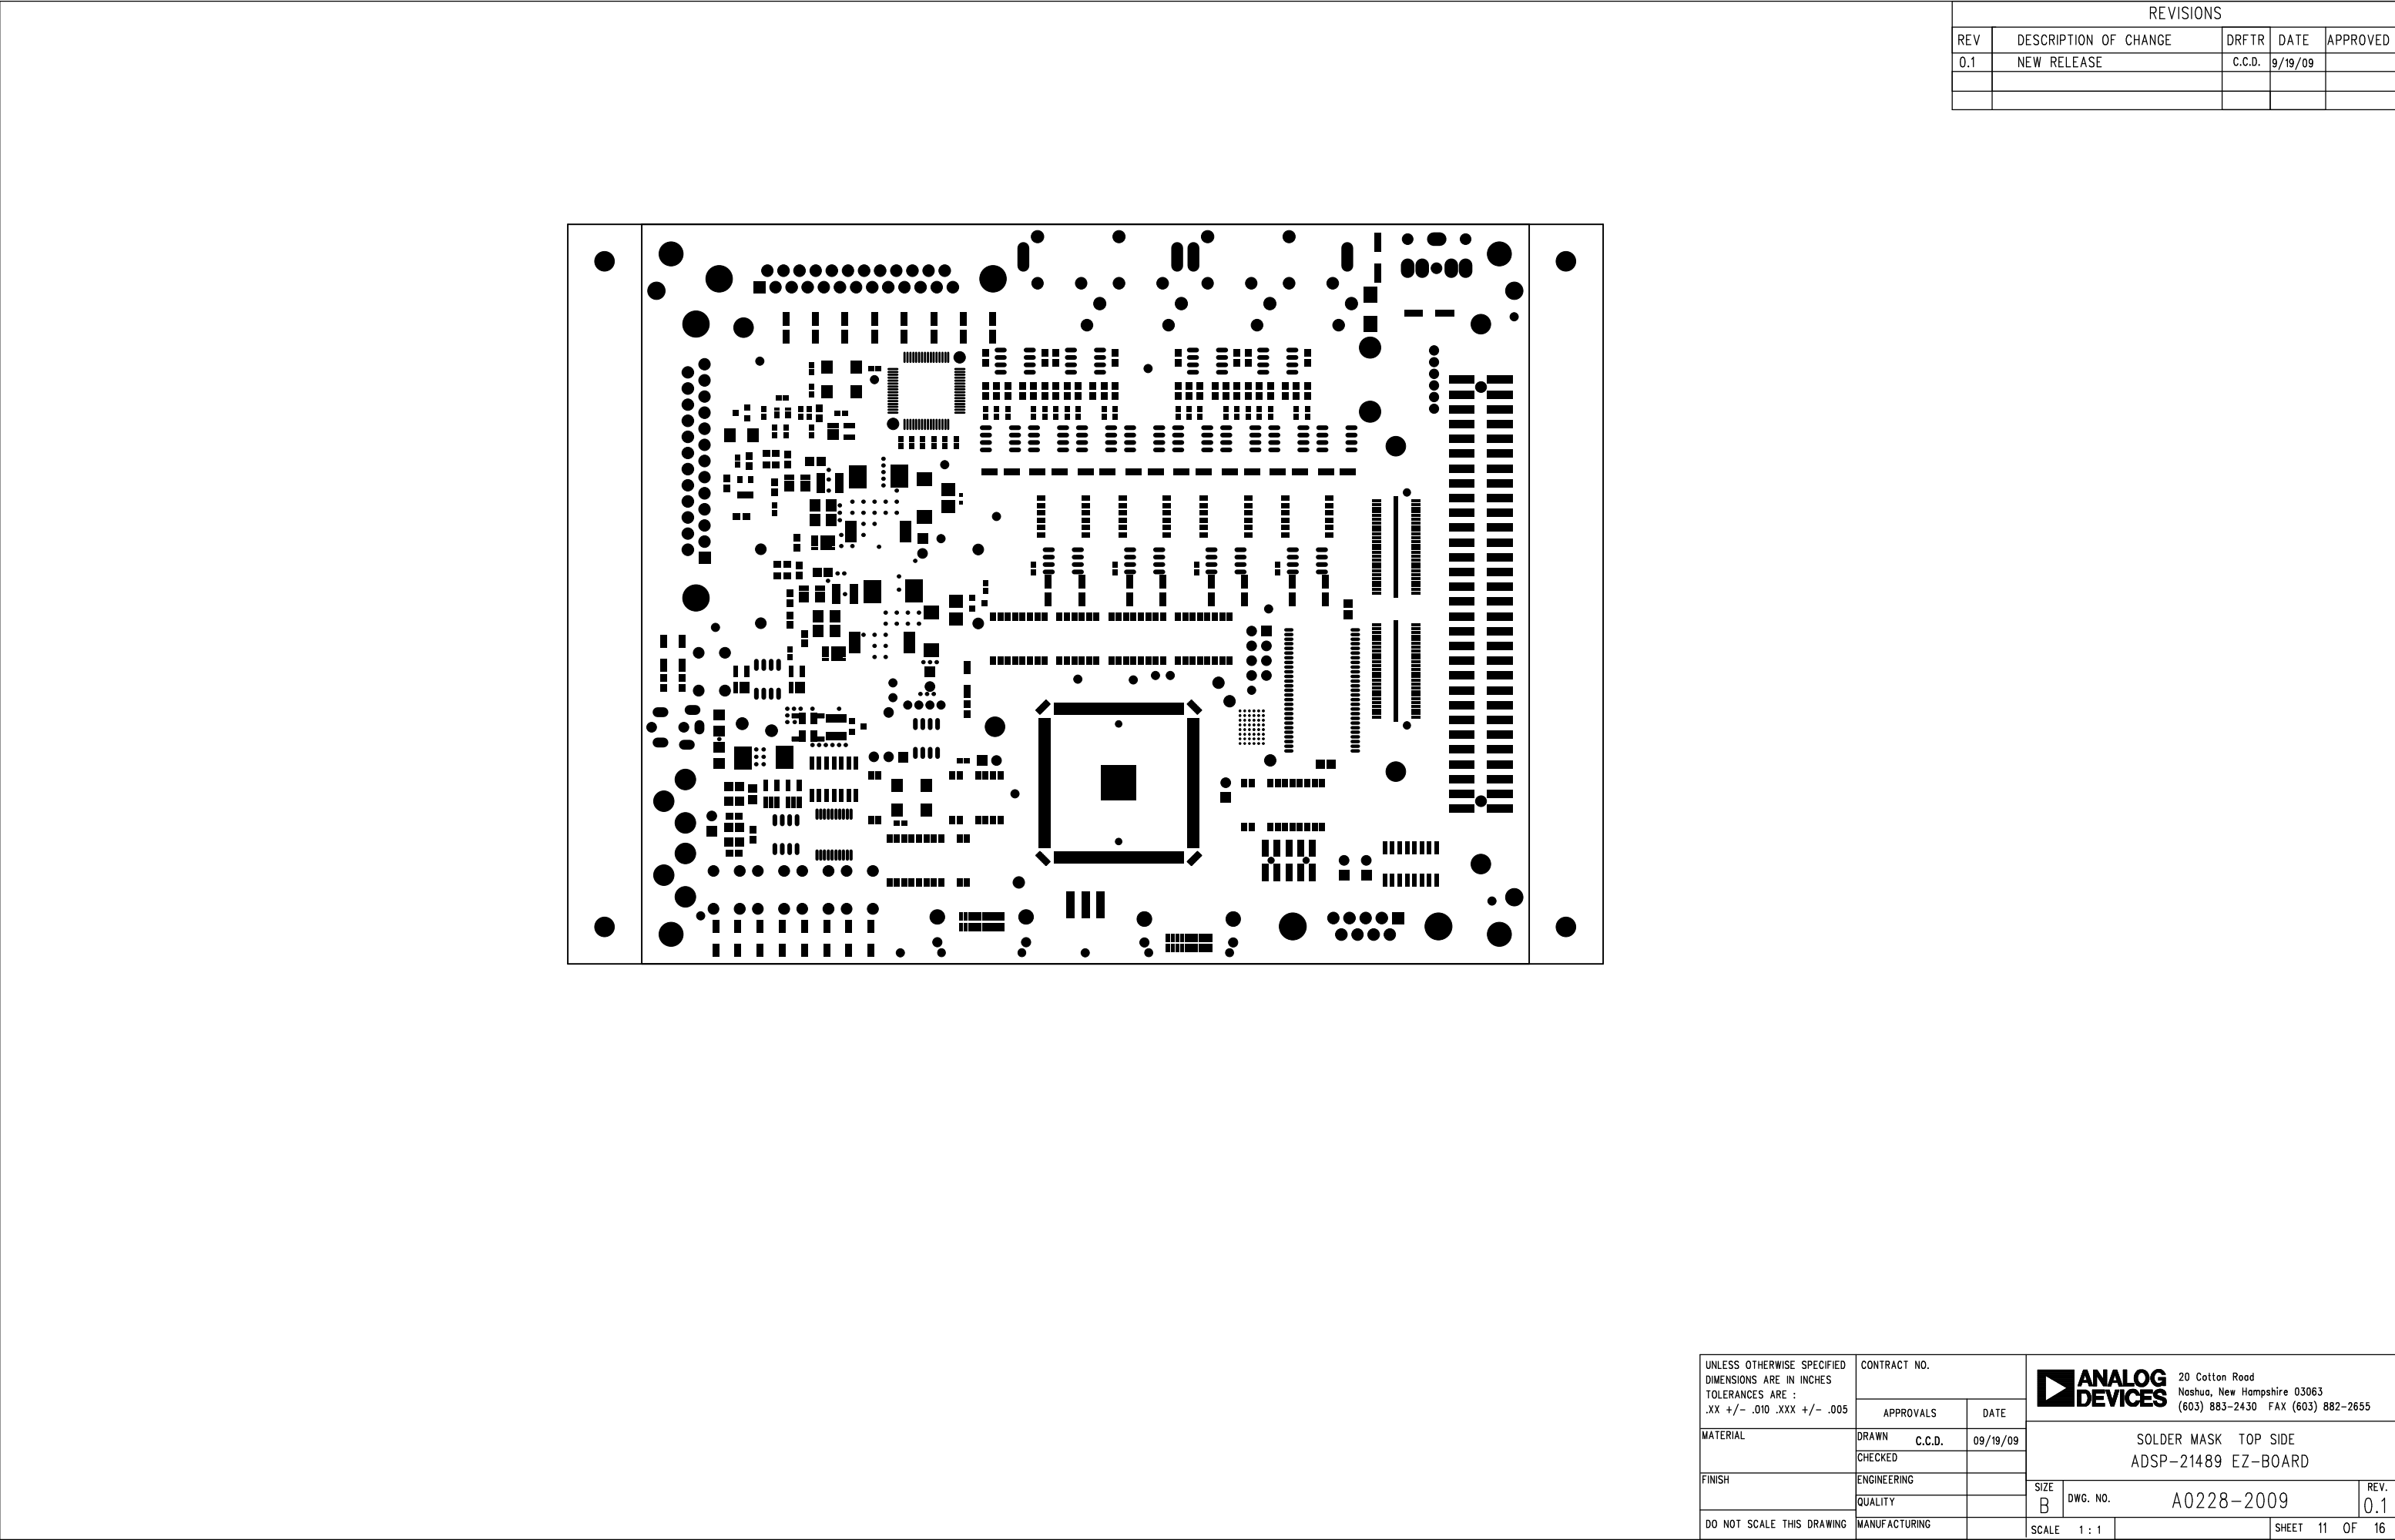 REVISIONS
REV DESCRIPTION OF CHANGE DRFTR DATE APPROVED
0.1 NEW RELEASE C.C.D. 9/19/09
UNLESS OTHERWISE SPECIFIED
DIMENSIONS ARE IN INCHES
TOLERANCES ARE :
.XX +/- .010 .XXX +/- .005
MATERIAL
FINISH
DO NOT SCALE THIS DRAWING
CONTRACT NO.
APPROVALS DATE
DRAWN C.C.D. 09/19/09
CHECKED
ENGINEERING
QUALITY
MANUFACTURING
ANALOG
DEVICES
20 Cotton Road
Nashua, New Hampshire 03063
(603) 883-2430 FAX (603) 882-2655
SOLDER MASK TOP SIDE
ADSP-21489 EZ-BOARD
SIZE
B
DWG. NO. A0228-2009
REV.
0.1
SCALE 1 : 1
SHEET 11 OF 16